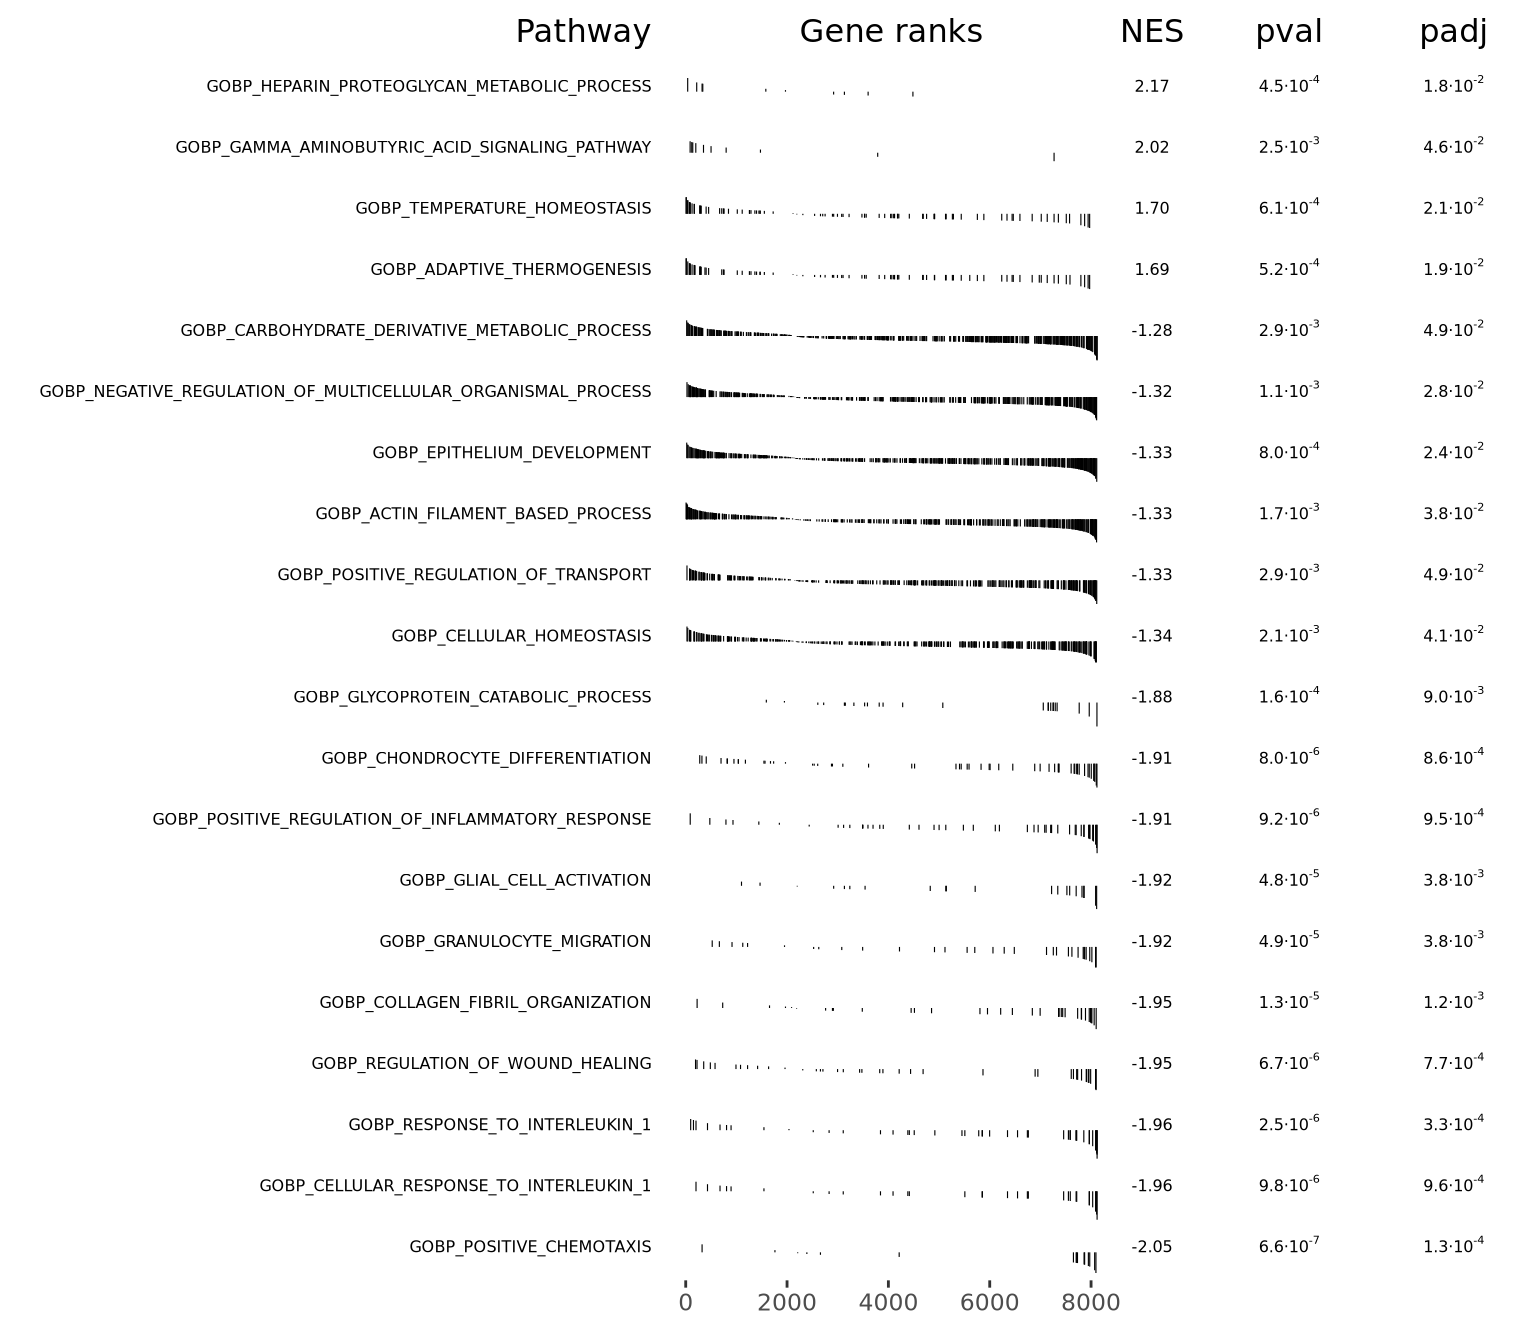 Pathway Gene ranks NES pval padj
GOBP_HEPARIN_PROTEOGLYCAN_METABOLIC_PROCESS 2.17 4.5·10⁻⁴ 1.8·10⁻²
GOBP_GAMMA_AMINOBUTYRIC_ACID_SIGNALING_PATHWAY 2.02 2.5·10⁻³ 4.6·10⁻²
GOBP_TEMPERATURE_HOMEOSTASIS 1.70 6.1·10⁻⁴ 2.1·10⁻²
GOBP_ADAPTIVE_THERMOGENESIS 1.69 5.2·10⁻⁴ 1.9·10⁻²
GOBP_CARBOHYDRATE_DERIVATIVE_METABOLIC_PROCESS -1.28 2.9·10⁻³ 4.9·10⁻²
GOBP_NEGATIVE_REGULATION_OF_MULTICELLULAR_ORGANISMAL_PROCESS -1.32 1.1·10⁻³ 2.8·10⁻²
GOBP_EPITHELIUM_DEVELOPMENT -1.33 8.0·10⁻⁴ 2.4·10⁻²
GOBP_ACTIN_FILAMENT_BASED_PROCESS -1.33 1.7·10⁻³ 3.8·10⁻²
GOBP_POSITIVE_REGULATION_OF_TRANSPORT -1.33 2.9·10⁻³ 4.9·10⁻²
GOBP_CELLULAR_HOMEOSTASIS -1.34 2.1·10⁻³ 4.1·10⁻²
GOBP_GLYCOPROTEIN_CATABOLIC_PROCESS -1.88 1.6·10⁻⁴ 9.0·10⁻³
GOBP_CHONDROCYTE_DIFFERENTIATION -1.91 8.0·10⁻⁶ 8.6·10⁻⁴
GOBP_POSITIVE_REGULATION_OF_INFLAMMATORY_RESPONSE -1.91 9.2·10⁻⁶ 9.5·10⁻⁴
GOBP_GLIAL_CELL_ACTIVATION -1.92 4.8·10⁻⁵ 3.8·10⁻³
GOBP_GRANULOCYTE_MIGRATION -1.92 4.9·10⁻⁵ 3.8·10⁻³
GOBP_COLLAGEN_FIBRIL_ORGANIZATION -1.95 1.3·10⁻⁵ 1.2·10⁻³
GOBP_REGULATION_OF_WOUND_HEALING -1.95 6.7·10⁻⁶ 7.7·10⁻⁴
GOBP_RESPONSE_TO_INTERLEUKIN_1 -1.96 2.5·10⁻⁶ 3.3·10⁻⁴
GOBP_CELLULAR_RESPONSE_TO_INTERLEUKIN_1 -1.96 9.8·10⁻⁶ 9.6·10⁻⁴
GOBP_POSITIVE_CHEMOTAXIS -2.05 6.6·10⁻⁷ 1.3·10⁻⁴
0 2000 4000 6000 8000